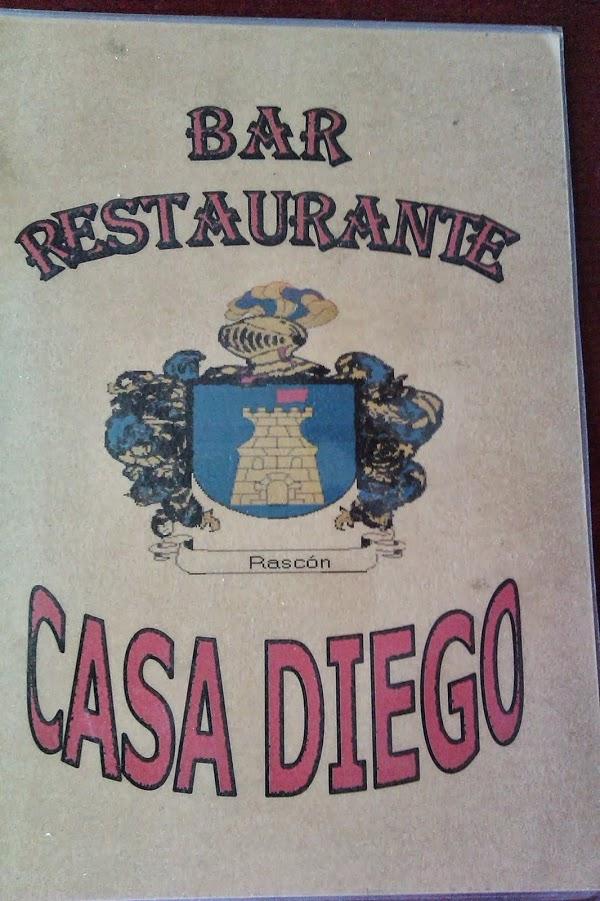 BAR
RESTAURANTE
Rascón
CASA DIEGO